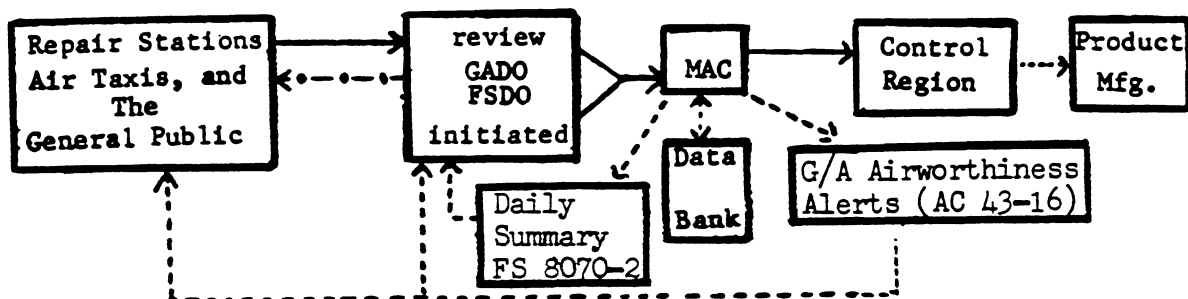 Repair Stations
Air Taxis, and
The
General Public
review
GADO
FSDO
initiated
MAC
Control
Region
Product
Mfg.
Data
Bank
Daily
Summary
FS 8070-2
G/A Airworthiness
Alerts (AC 43-16)